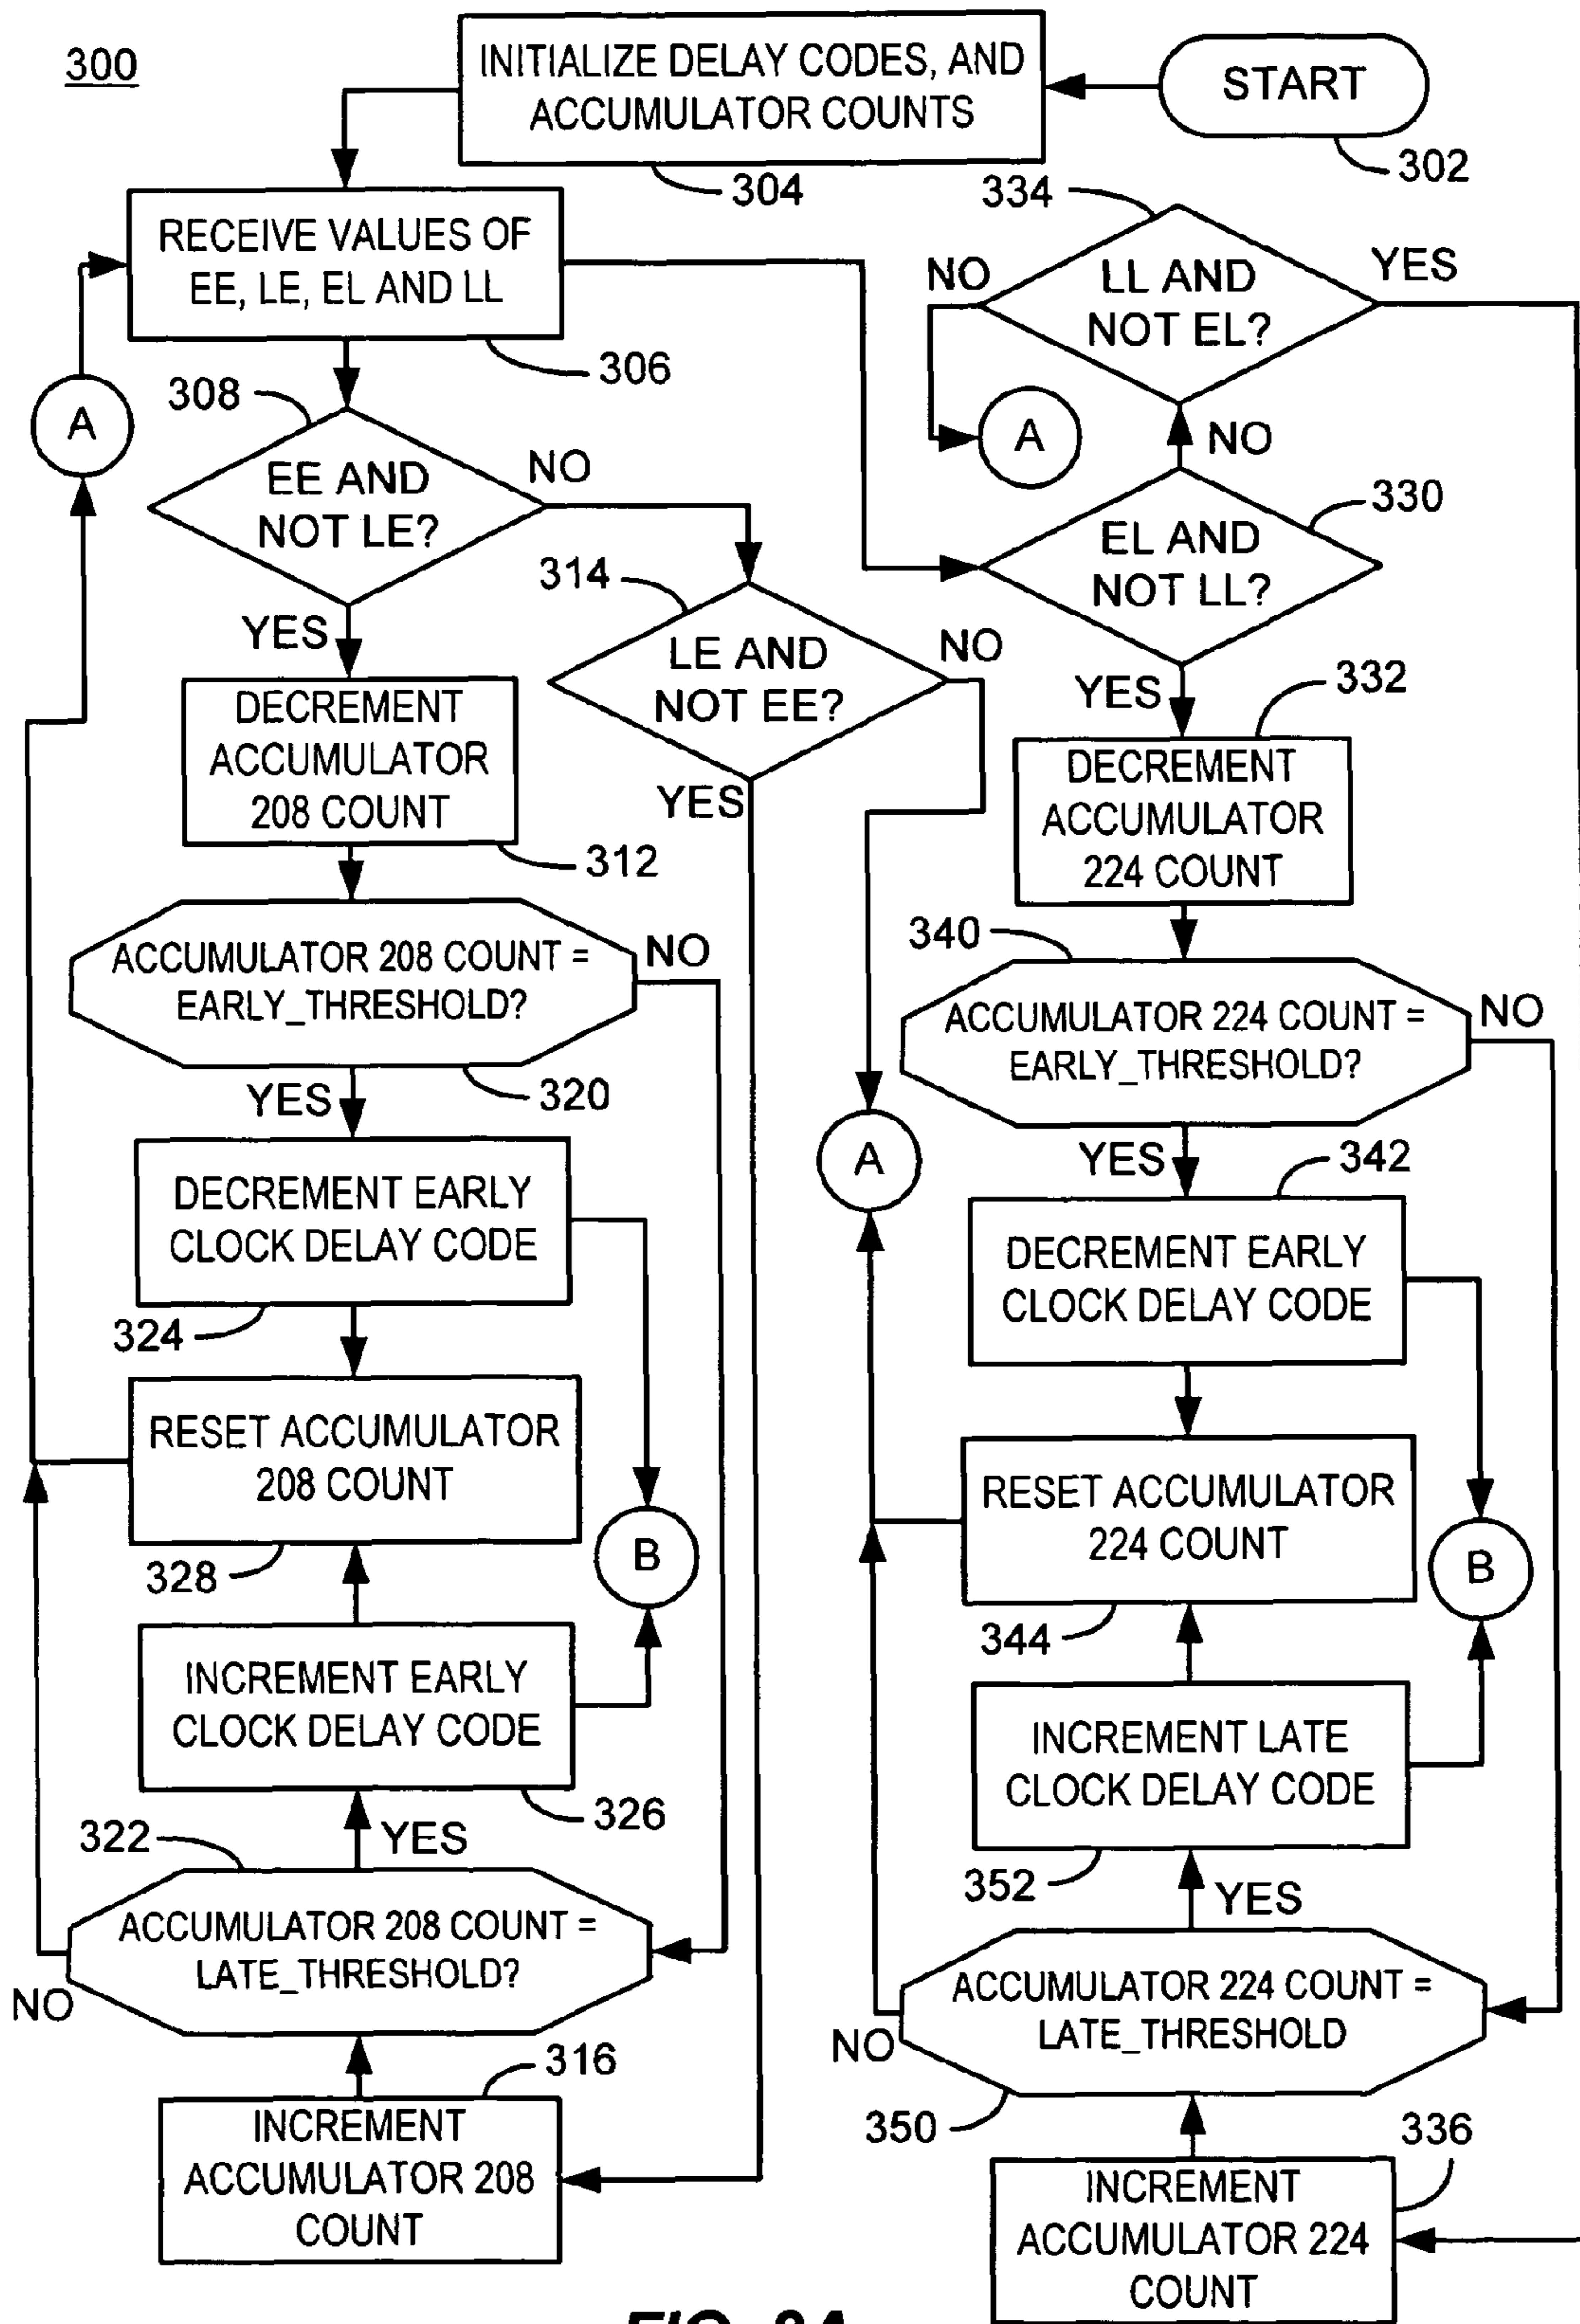 300
INITIALIZE DELAY CODES, AND
ACCUMULATOR COUNTS
304
START
302
RECEIVE VALUES OF
EE, LE, EL AND LL
306
A
308
EE AND
NOT LE?
NO
YES
314
LE AND
NOT EE?
NO
YES
DECREMENT
ACCUMULATOR
208 COUNT
312
ACCUMULATOR 208 COUNT =
EARLY_THRESHOLD?
NO
320
YES
DECREMENT EARLY
CLOCK DELAY CODE
324
RESET ACCUMULATOR
208 COUNT
328
B
INCREMENT EARLY
CLOCK DELAY CODE
326
322
YES
ACCUMULATOR 208 COUNT =
LATE_THRESHOLD?
NO
316
INCREMENT
ACCUMULATOR 208
COUNT
334
LL AND
NOT EL?
NO
YES
A
NO
330
EL AND
NOT LL?
YES
332
DECREMENT
ACCUMULATOR
224 COUNT
340
ACCUMULATOR 224 COUNT =
EARLY_THRESHOLD?
NO
A
YES
342
DECREMENT EARLY
CLOCK DELAY CODE
RESET ACCUMULATOR
224 COUNT
344
B
INCREMENT LATE
CLOCK DELAY CODE
352
YES
ACCUMULATOR 224 COUNT =
LATE_THRESHOLD
NO
350
336
INCREMENT
ACCUMULATOR 224
COUNT
FIG. 3A